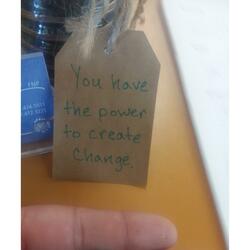 You have
the power
to create
Change.